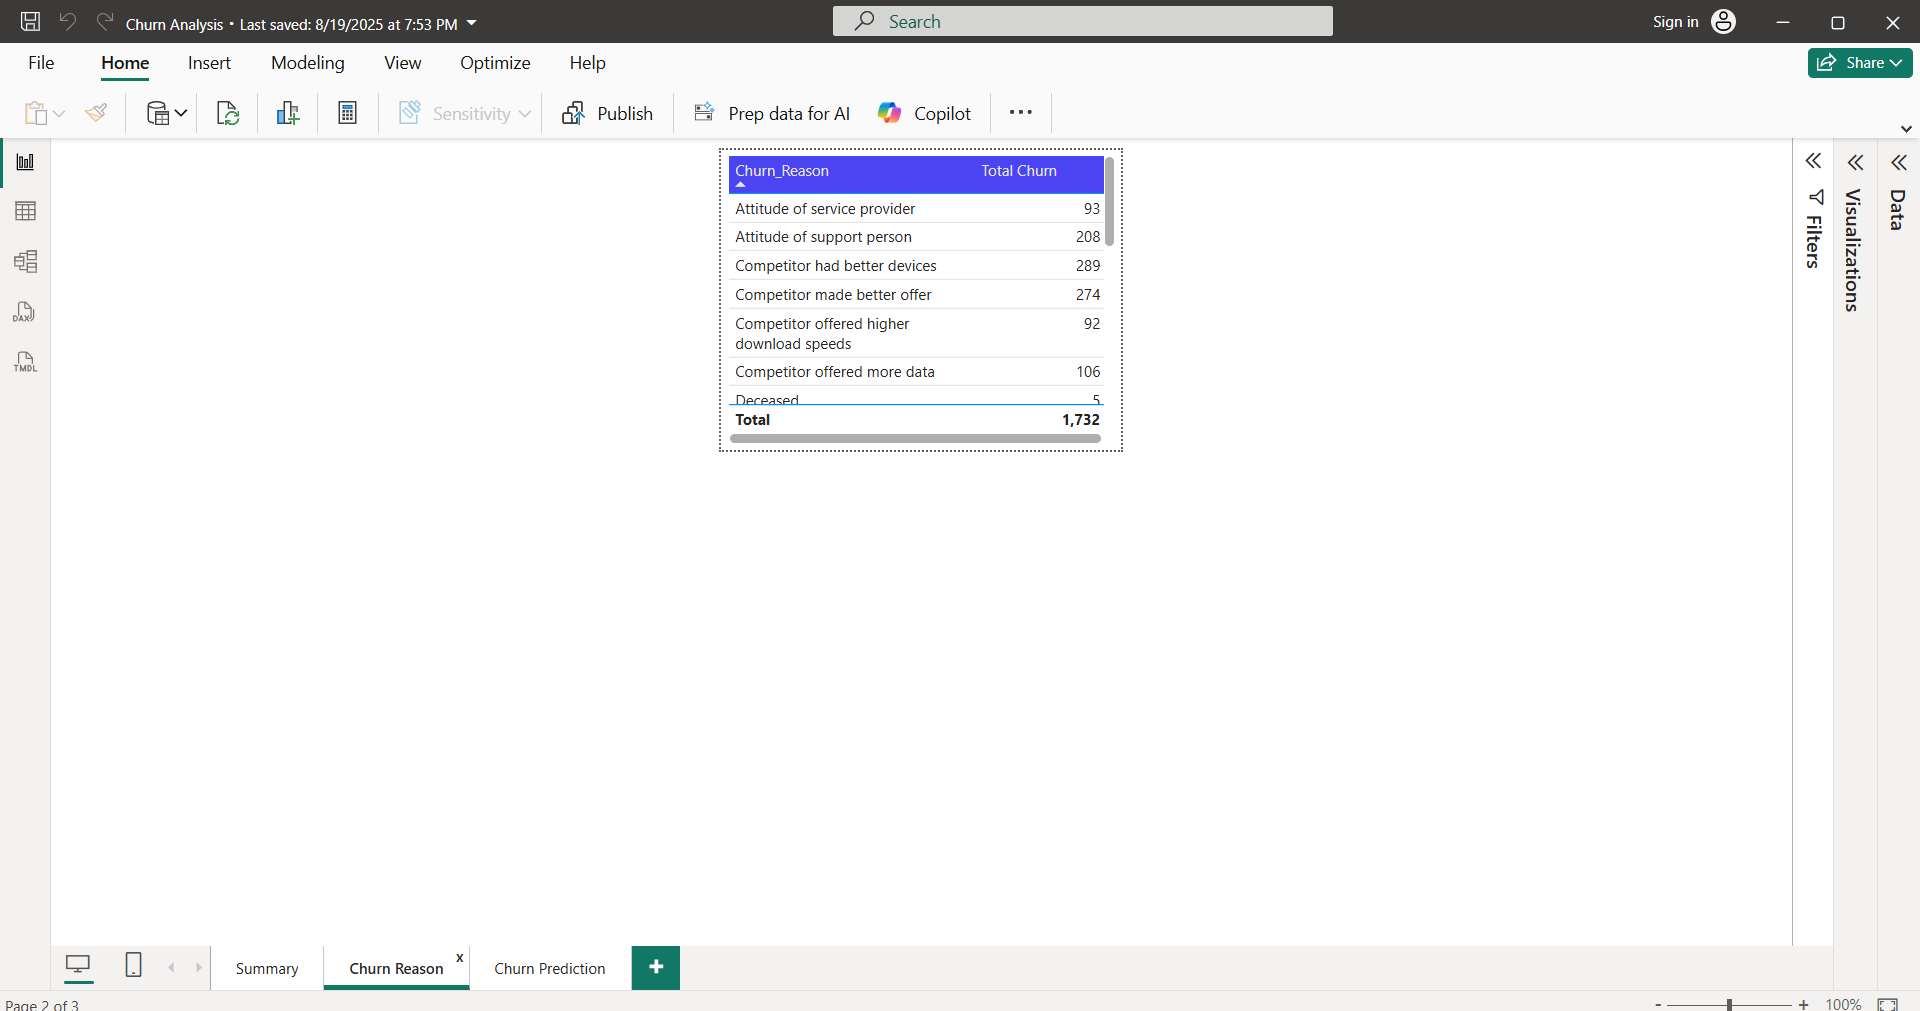 Churn Analysis • Last saved: 8/19/2025 at 7:53 PM
Search
Sign in
File
Home
Insert
Modeling
View
Optimize
Help
Share
Sensitivity
Publish
Prep data for AI
Copilot
Churn_Reason Total Churn
Attitude of service provider 93
Attitude of support person 208
Competitor had better devices 289
Competitor made better offer 274
Competitor offered higher 92
download speeds
Competitor offered more data 106
Deceased 5
Total 1,732
Filters
Visualizations
Data
DAX
TMDL
Summary
Churn Reason
x
Churn Prediction
+
Page 2 of 3
- + 100%